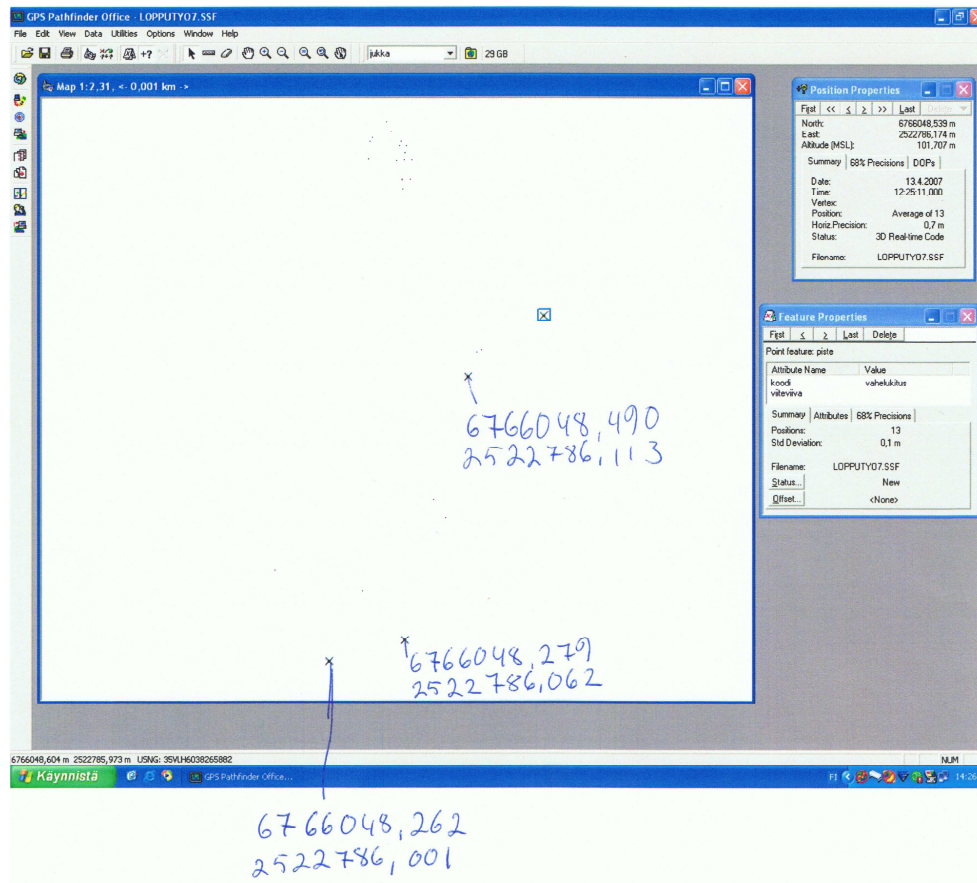 GPS Pathfinder Office - LOPPUTYO7.SSF
File Edit View Data Utilities Options Window Help
jukka
29 GB
Map 1:2,31, <- 0,001 km ->
6766048,490
2522786,113
6766048,279
2522786,062
Position Properties
First << < > >> Last Delete
North: 6766048,539 m
East: 2522786,174 m
Altitude (MSL): 101,707 m
Summary 68% Precisions DOPs
Date: 13.4.2007
Time: 12:25:11,000
Vertex:
Position: Average of 13
Horiz.Precision: 0,7 m
Status: 3D Real-time Code
Filename: LOPPUTYO7.SSF
Feature Properties
First < > Last Delete
Point feature: piste
Attribute Name Value
koodi vahelukitus
viiteviiva
Summary Attributes 68% Precisions
Positions: 13
Std Deviation: 0,1 m
Filename: LOPPUTYO7.SSF
Status... New
Offset... <None>
6766048,604 m 2522785,973 m USNG: 35VLH6038265882
NUM
Käynnistä
GPS Pathfinder Office...
FI
14:26
6766048,262
2522786,001